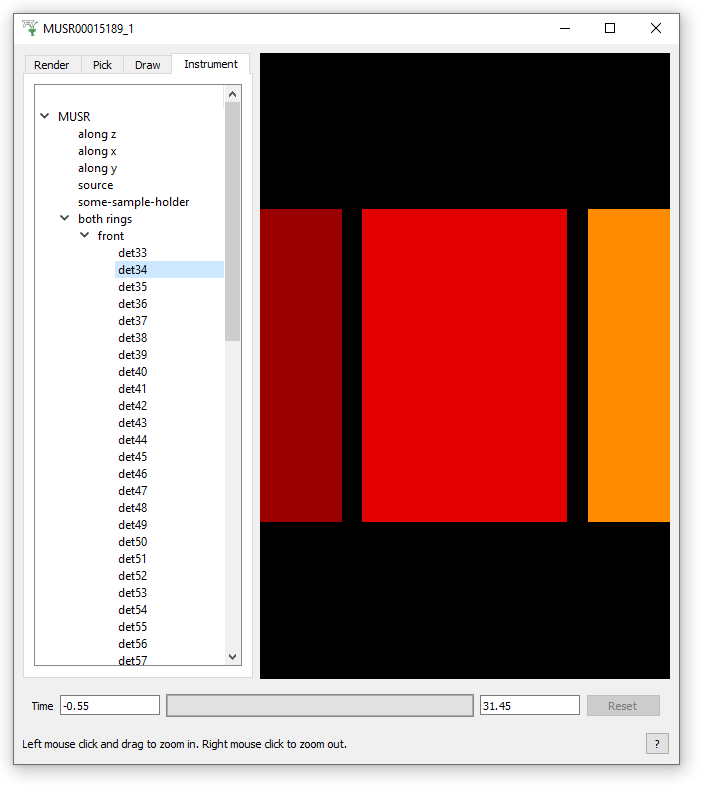 MUSR00015189_1
Render Pick Draw Instrument
MUSR
along z
along x
along y
source
some-sample-holder
both rings
front
det33
det34
det35
det36
det37
det38
det39
det40
det41
det42
det43
det44
det45
det46
det47
det48
det49
det50
det51
det52
det53
det54
det55
det56
det57
Time -0.55 31.45 Reset
Left mouse click and drag to zoom in. Right mouse click to zoom out. ?